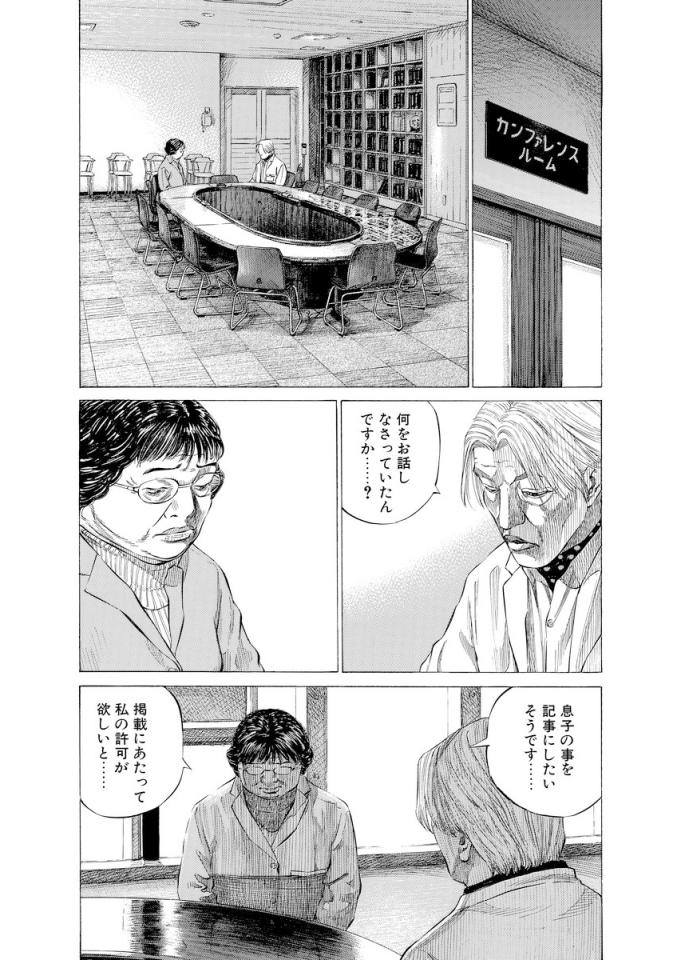 カンファレンス
ルーム
何をお話し
なさっていたん
ですか……?
息子の事を
記事にしたい
そうです……
掲載にあたって
私の許可が
欲しいと……